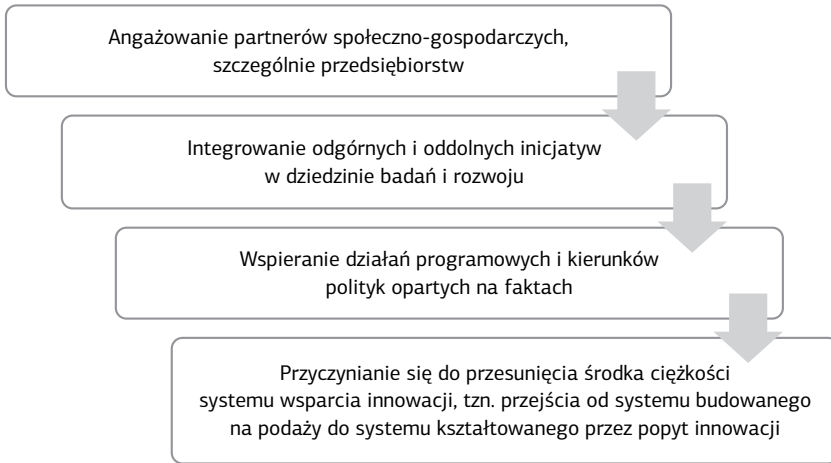 Angażowanie partnerów społeczno-gospodarczych,
szczególnie przedsiębiorstw
Integrowanie odgórnych i oddolnych inicjatyw
w dziedzinie badań i rozwoju
Wspieranie działań programowych i kierunków
polityk opartych na faktach
Przyczynianie się do przesunięcia środka ciężkości
systemu wsparcia innowacji, tzn. przejścia od systemu budowanego
na podaży do systemu kształtowanego przez popyt innowacji